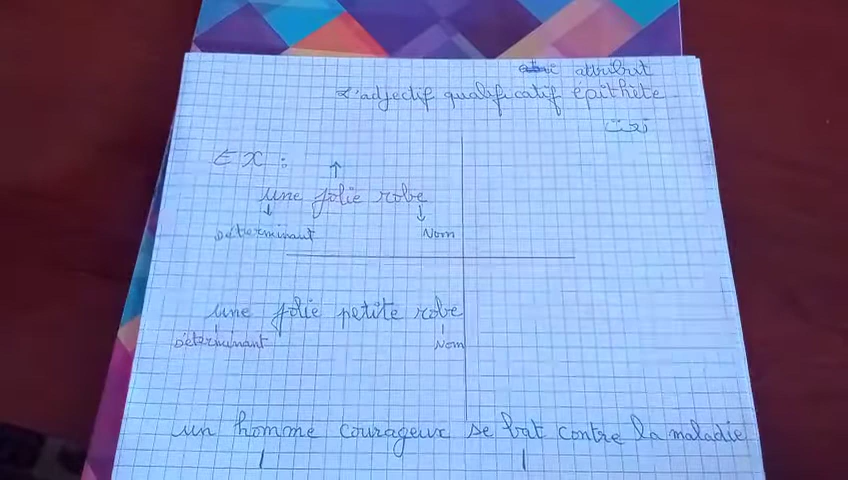 attribut
L'adjectif qualificatif épithète
نعت
EX :
une jolie robe
Déterminant Nom
une jolie petite robe
Déterminant Nom
un homme courageux se bat contre la maladie